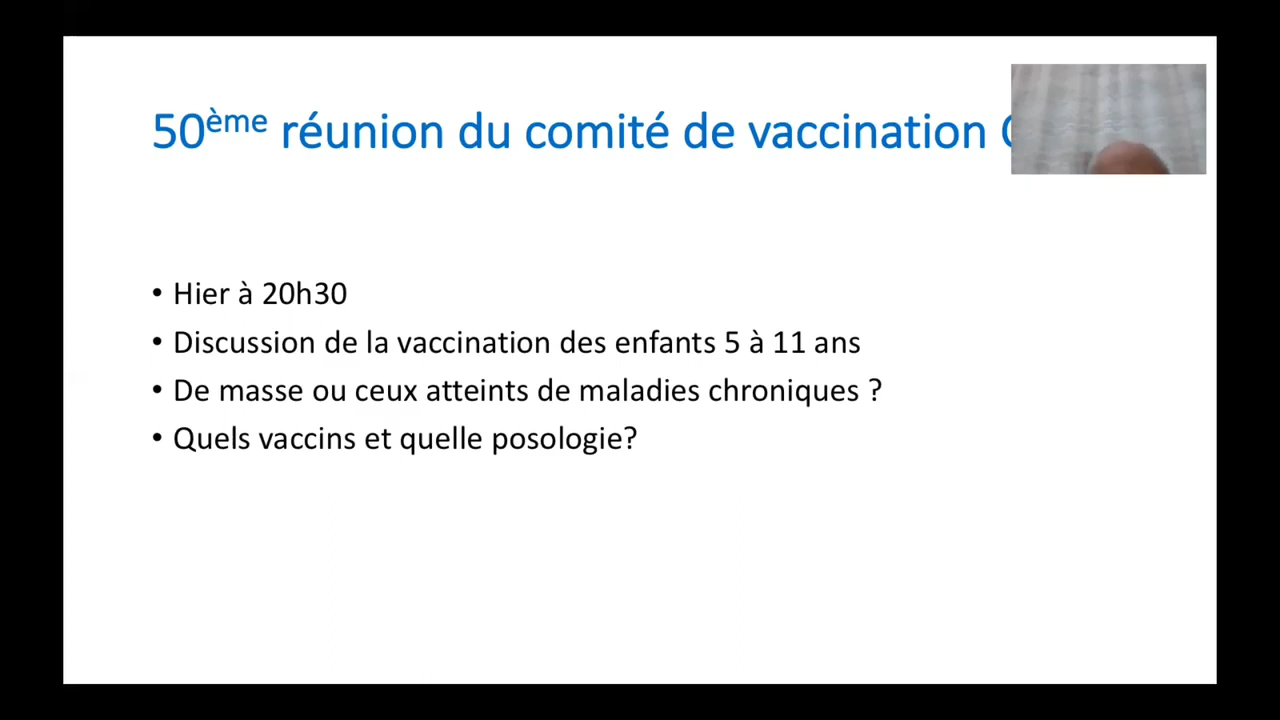 50ème réunion du comité de vaccination
• Hier à 20h30
• Discussion de la vaccination des enfants 5 à 11 ans
• De masse ou ceux atteints de maladies chroniques ?
• Quels vaccins et quelle posologie?